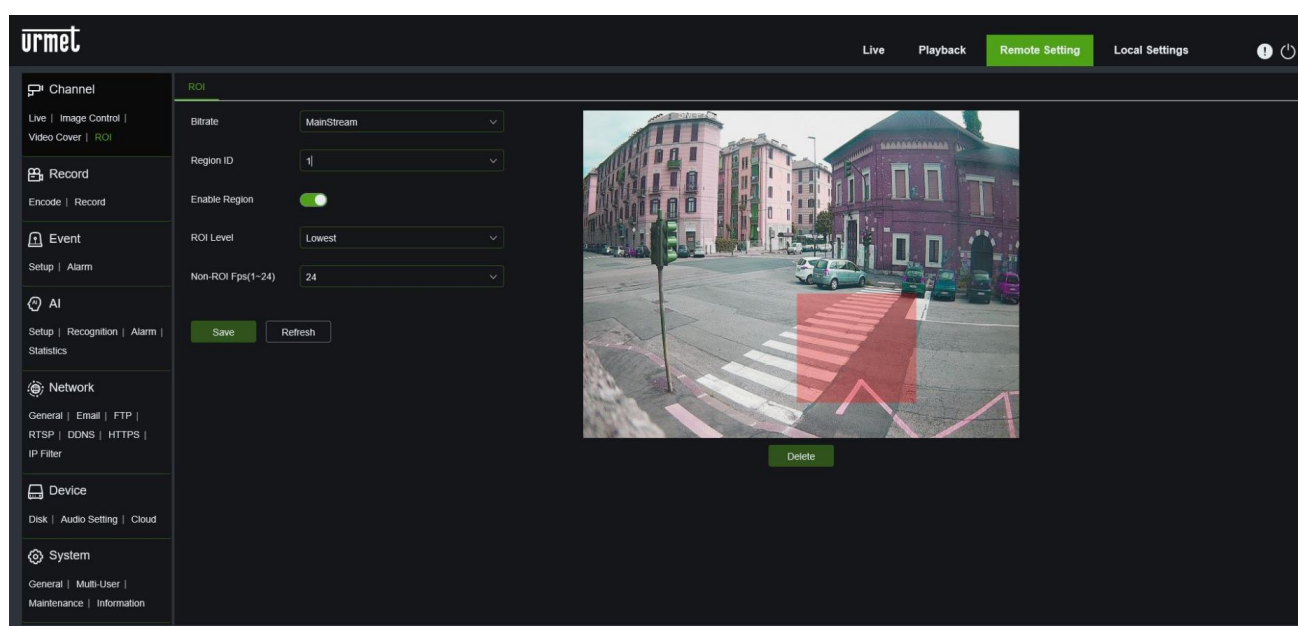 urmet
Live Playback Remote Setting Local Settings
Channel
Live | Image Control |
Video Cover | ROI
Record
Encode | Record
Event
Setup | Alarm
AI
Setup | Recognition | Alarm |
Statistics
Network
General | Email | FTP |
RTSP | DDNS | HTTPS |
IP Filter
Device
Disk | Audio Setting | Cloud
System
General | Multi-User |
Maintenance | Information
ROI
Bitrate MainStream
Region ID 1
Enable Region
ROI Level Lowest
Non-ROI Fps(1~24) 24
Save Refresh
Delete